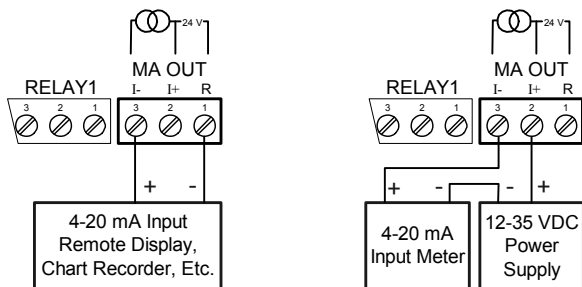 24 V
MA OUT
RELAY1 I- I+ R
3 2 1 3 2 1
+ -
4-20 mA Input
Remote Display,
Chart Recorder, Etc.
24 V
MA OUT
RELAY1 I- I+ R
3 2 1 3 2 1
+ - - +
4-20 mA
Input Meter
12-35 VDC
Power
Supply